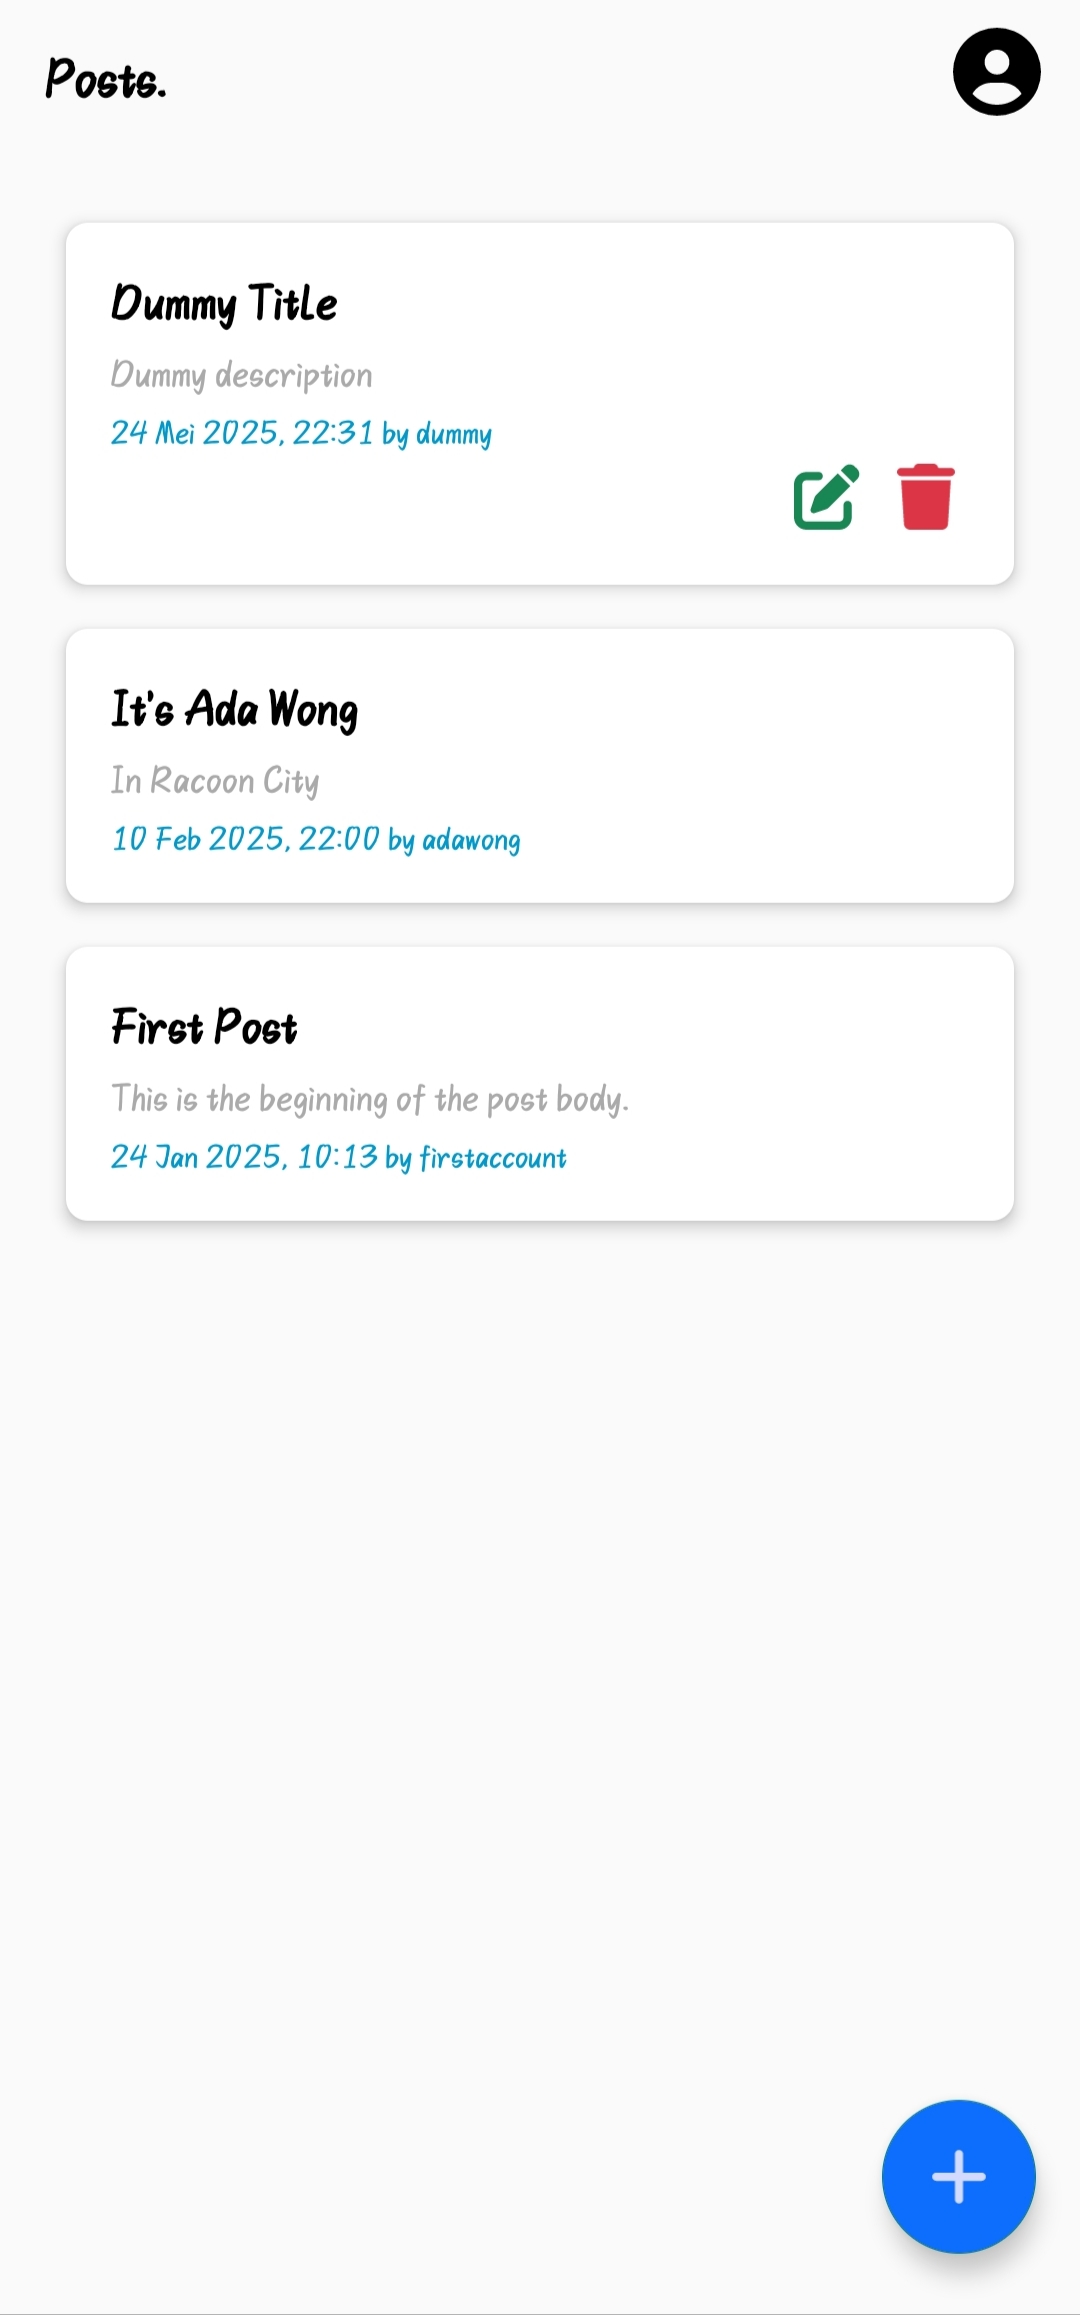 Posts.
Dummy Title
Dummy description
24 Mei 2025, 22:31 by dummy
It's Ada Wong
In Racoon City
10 Feb 2025, 22:00 by adawong
First Post
This is the beginning of the post body.
24 Jan 2025, 10:13 by firstaccount